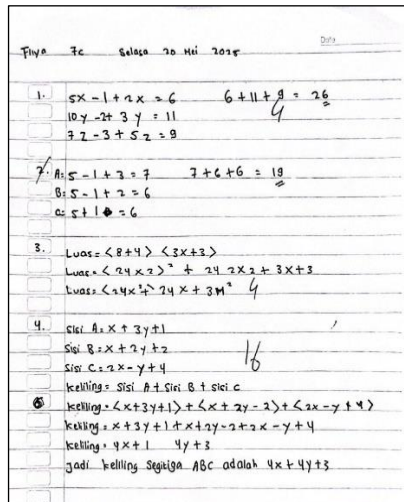 Date
Fliya 7c Selasa 20 Mei 2025
1. 5x - 1 + 2x = 6 6 + 11 + 9 = 26
10y - 2+ 3y = 11 4
7z - 3 + 5z = 9
2. A: 5 - 1 + 3 = 7 7 + 6 + 6 = 19
B: 5 - 1 + 2 = 6
C: 5 + 1 = 6
3. Luas = <8+4> <3x+3>
Luas = <24x2>² + 24 2x2 + 3x+3
Luas = <24x²+> 24x + 3M² 4
4. Sisi A = x + 3y+1
Sisi B = x + 2y +2 16
Sisi C = 2x - y + 4
Keliling = sisi A + sisi B + sisi c
Keliling = <x+3y+1> + <x + 2y - 2> + <2x - y + 4>
Keliling = x + 3y + 1 + x + 2y - 2 + 2x - y + 4
Keliling = 4x + 1 4y + 3
Jadi keliling segitiga ABC adalah 4x + 4y + 3